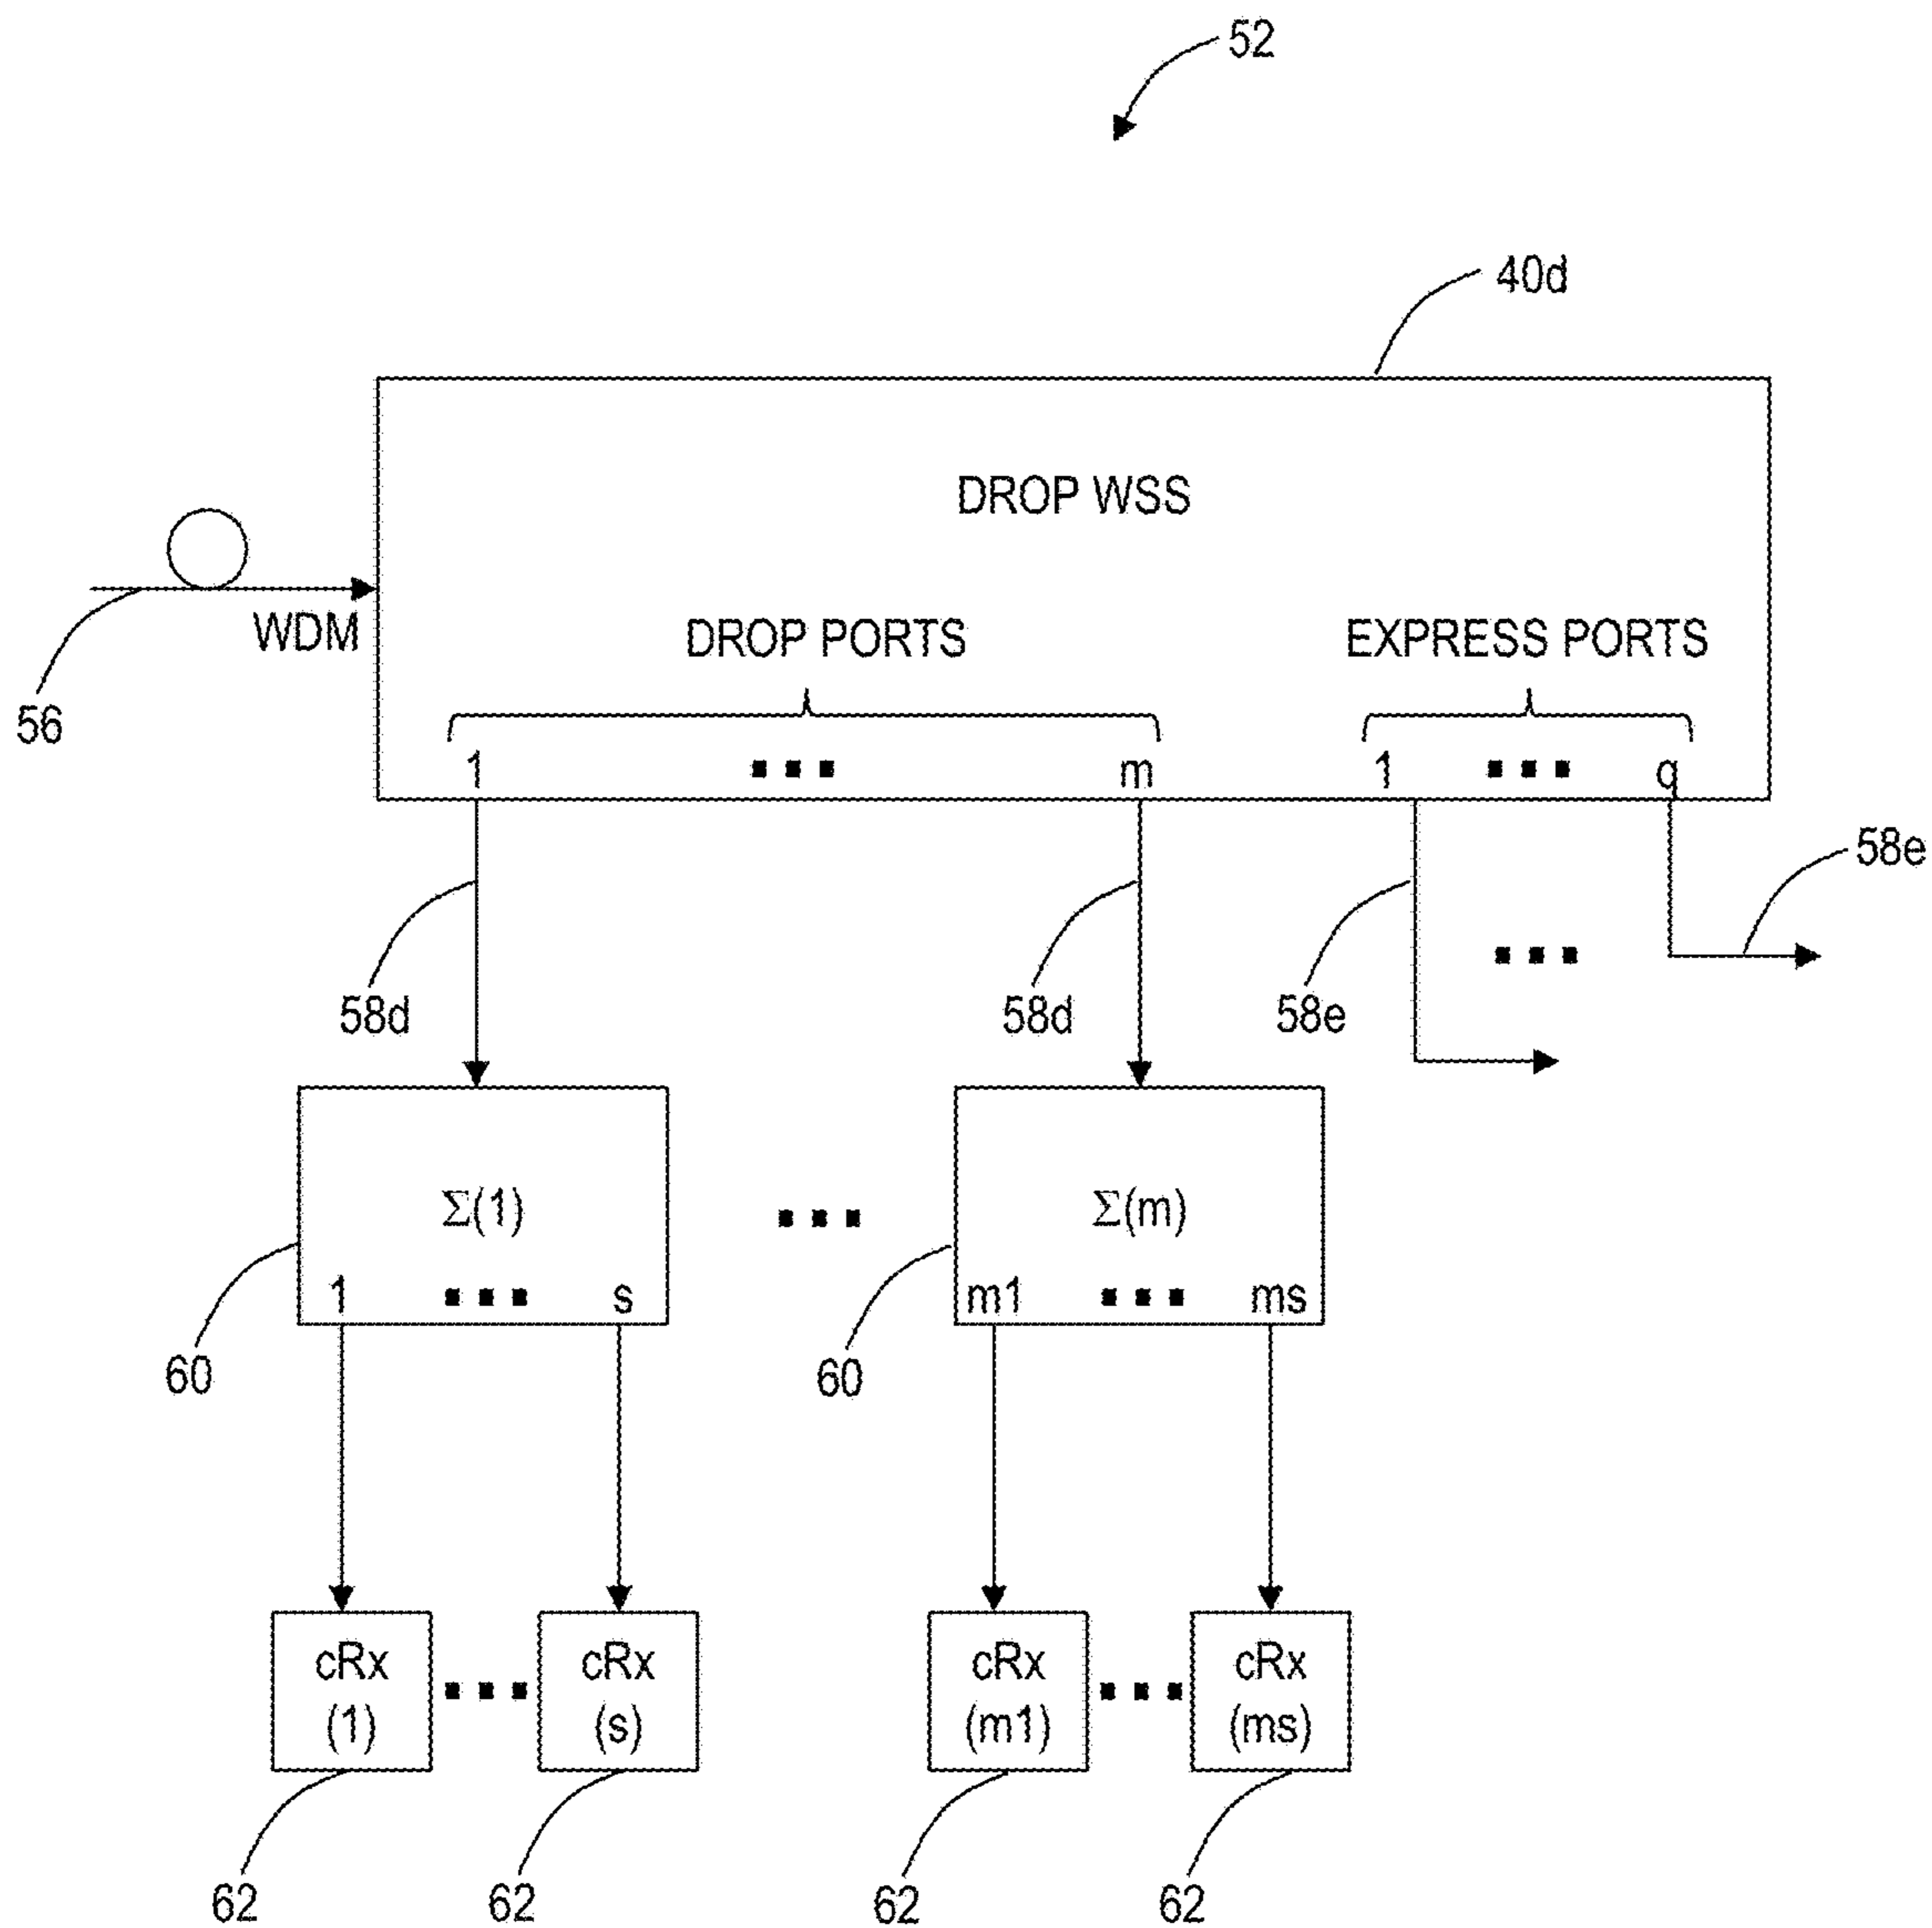 52
40d
DROP WSS
WDM
DROP PORTS
EXPRESS PORTS
56
1 ... m 1 ... q
58e
58d
58d
58e
...
Σ(1)
...
Σ(m)
1 ... s
m1 ... ms
60
60
cRx
(1)
...
cRx
(s)
cRx
(m1)
...
cRx
(ms)
62
62
62
62